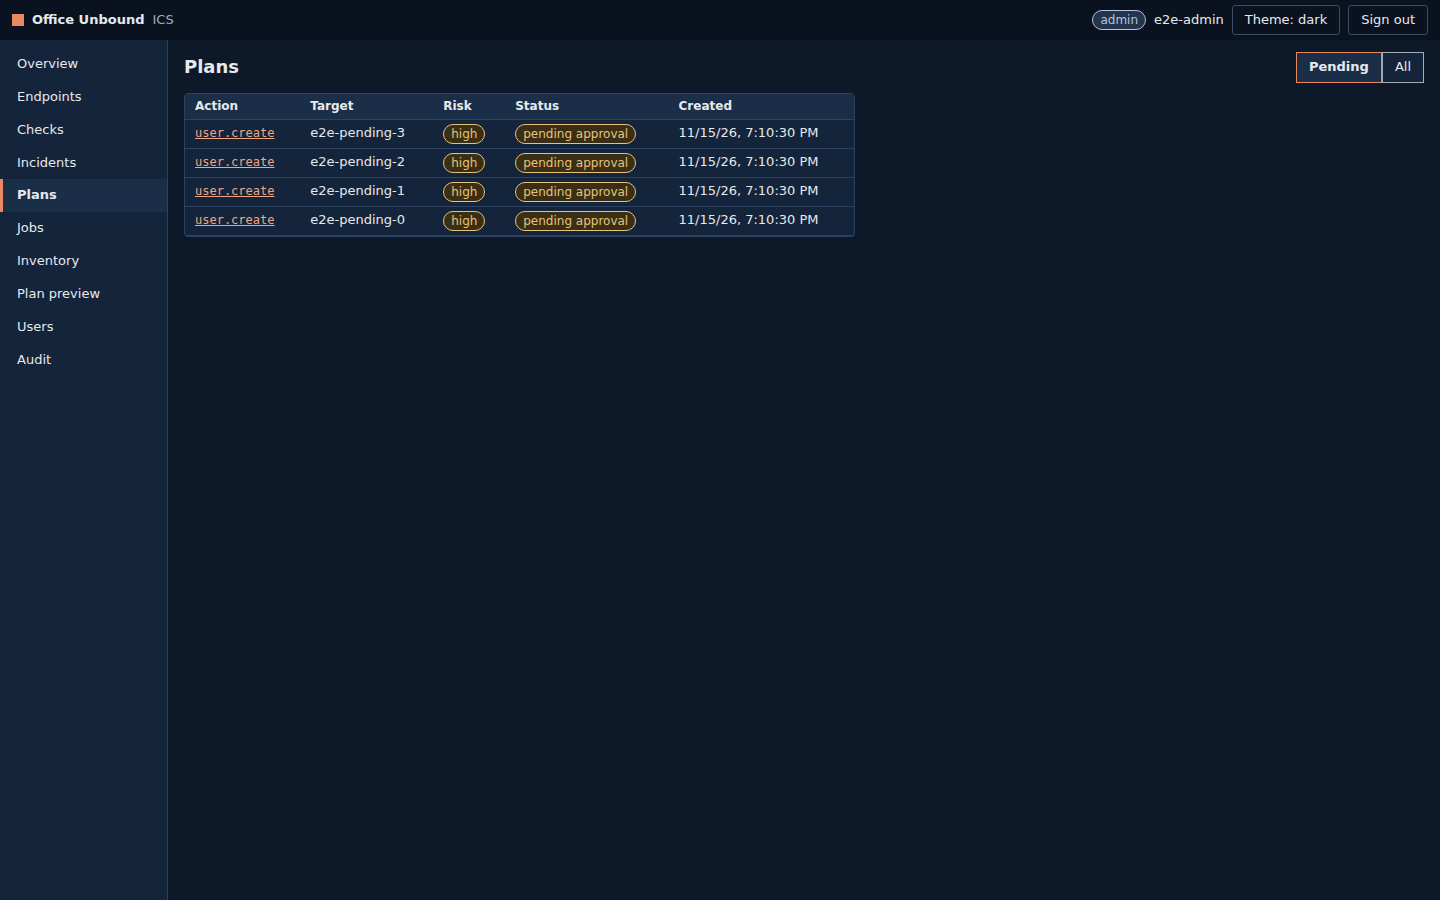 Office Unbound ICS admin e2e-admin Theme: dark Sign out
Overview
Endpoints
Checks
Incidents
Plans
Jobs
Inventory
Plan preview
Users
Audit
Plans Pending All
Action Target Risk Status Created
user.create e2e-pending-3 high pending approval 11/15/26, 7:10:30 PM
user.create e2e-pending-2 high pending approval 11/15/26, 7:10:30 PM
user.create e2e-pending-1 high pending approval 11/15/26, 7:10:30 PM
user.create e2e-pending-0 high pending approval 11/15/26, 7:10:30 PM